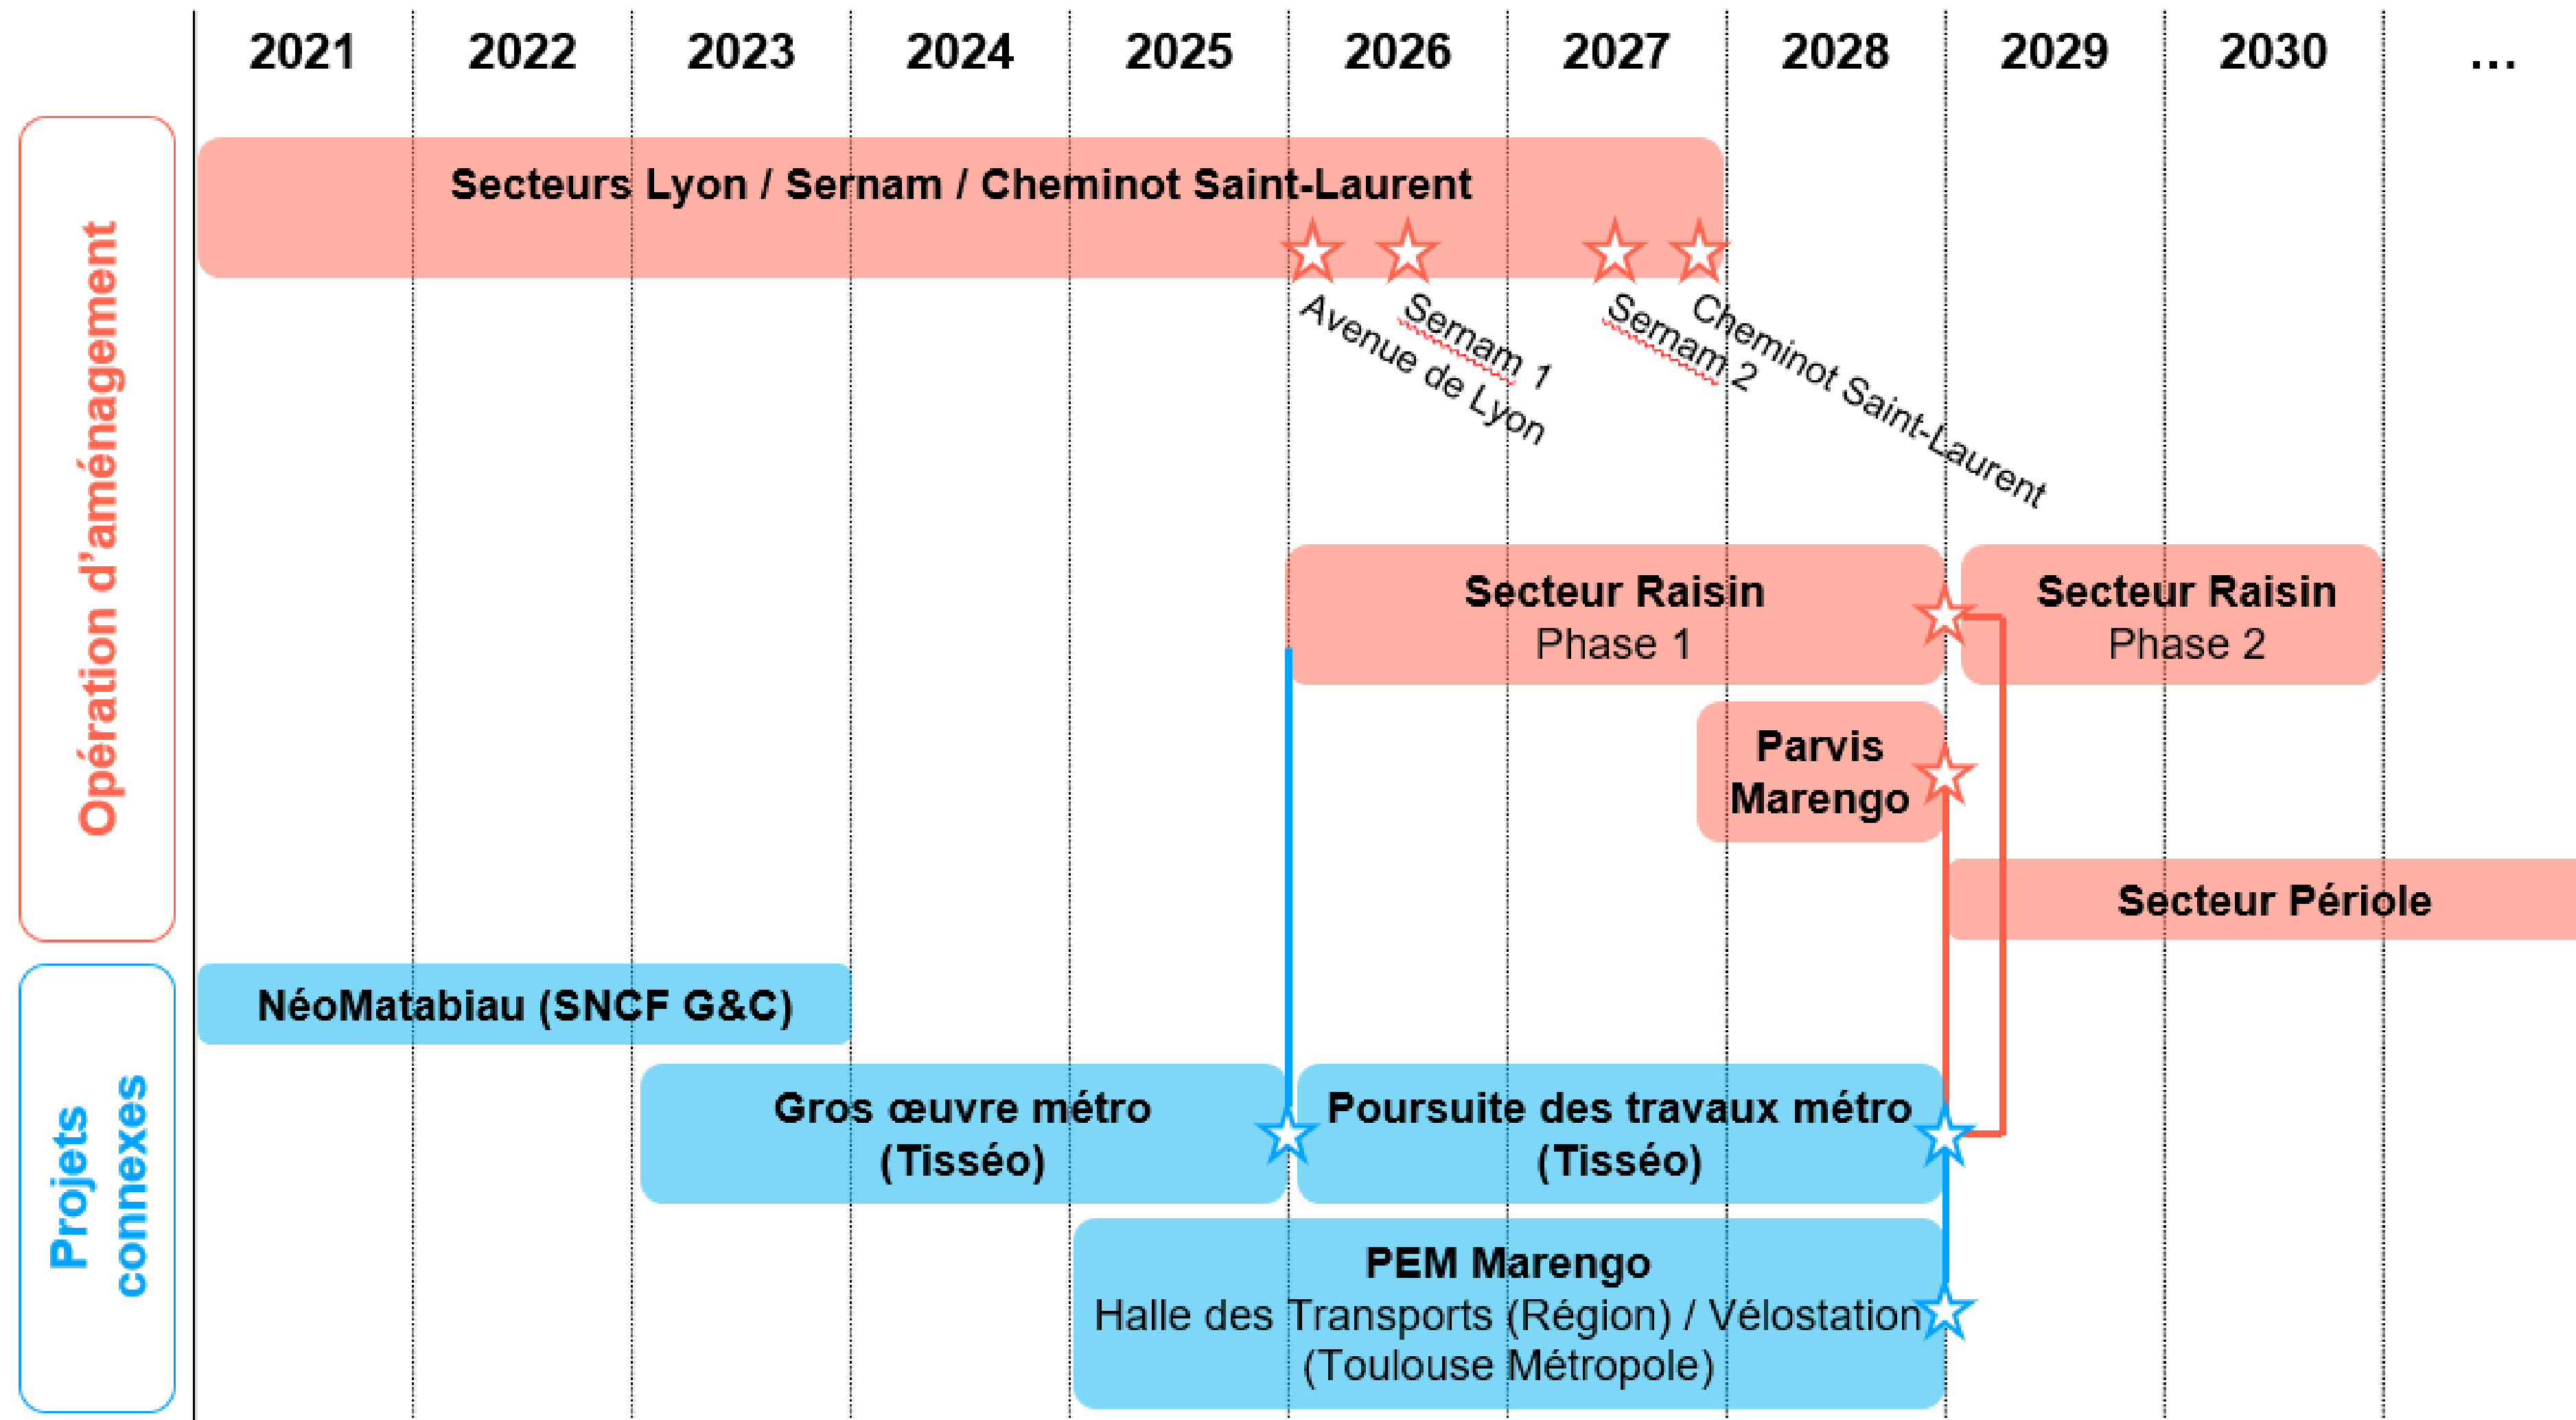 2021 2022 2023 2024 2025 2026 2027 2028 2029 2030 ...
Opération d'aménagement
Secteurs Lyon / Sernam / Cheminot Saint-Laurent
Avenue de Lyon
Sernam 1
Sernam 2
Cheminot Saint-Laurent
Secteur Raisin
Phase 1
Secteur Raisin
Phase 2
Parvis
Marengo
Secteur Périole
Projets
connexes
NéoMatabiau (SNCF G&C)
Gros œuvre métro
(Tisséo)
Poursuite des travaux métro
(Tisséo)
PEM Marengo
Halle des Transports (Région) / Vélostation
(Toulouse Métropole)